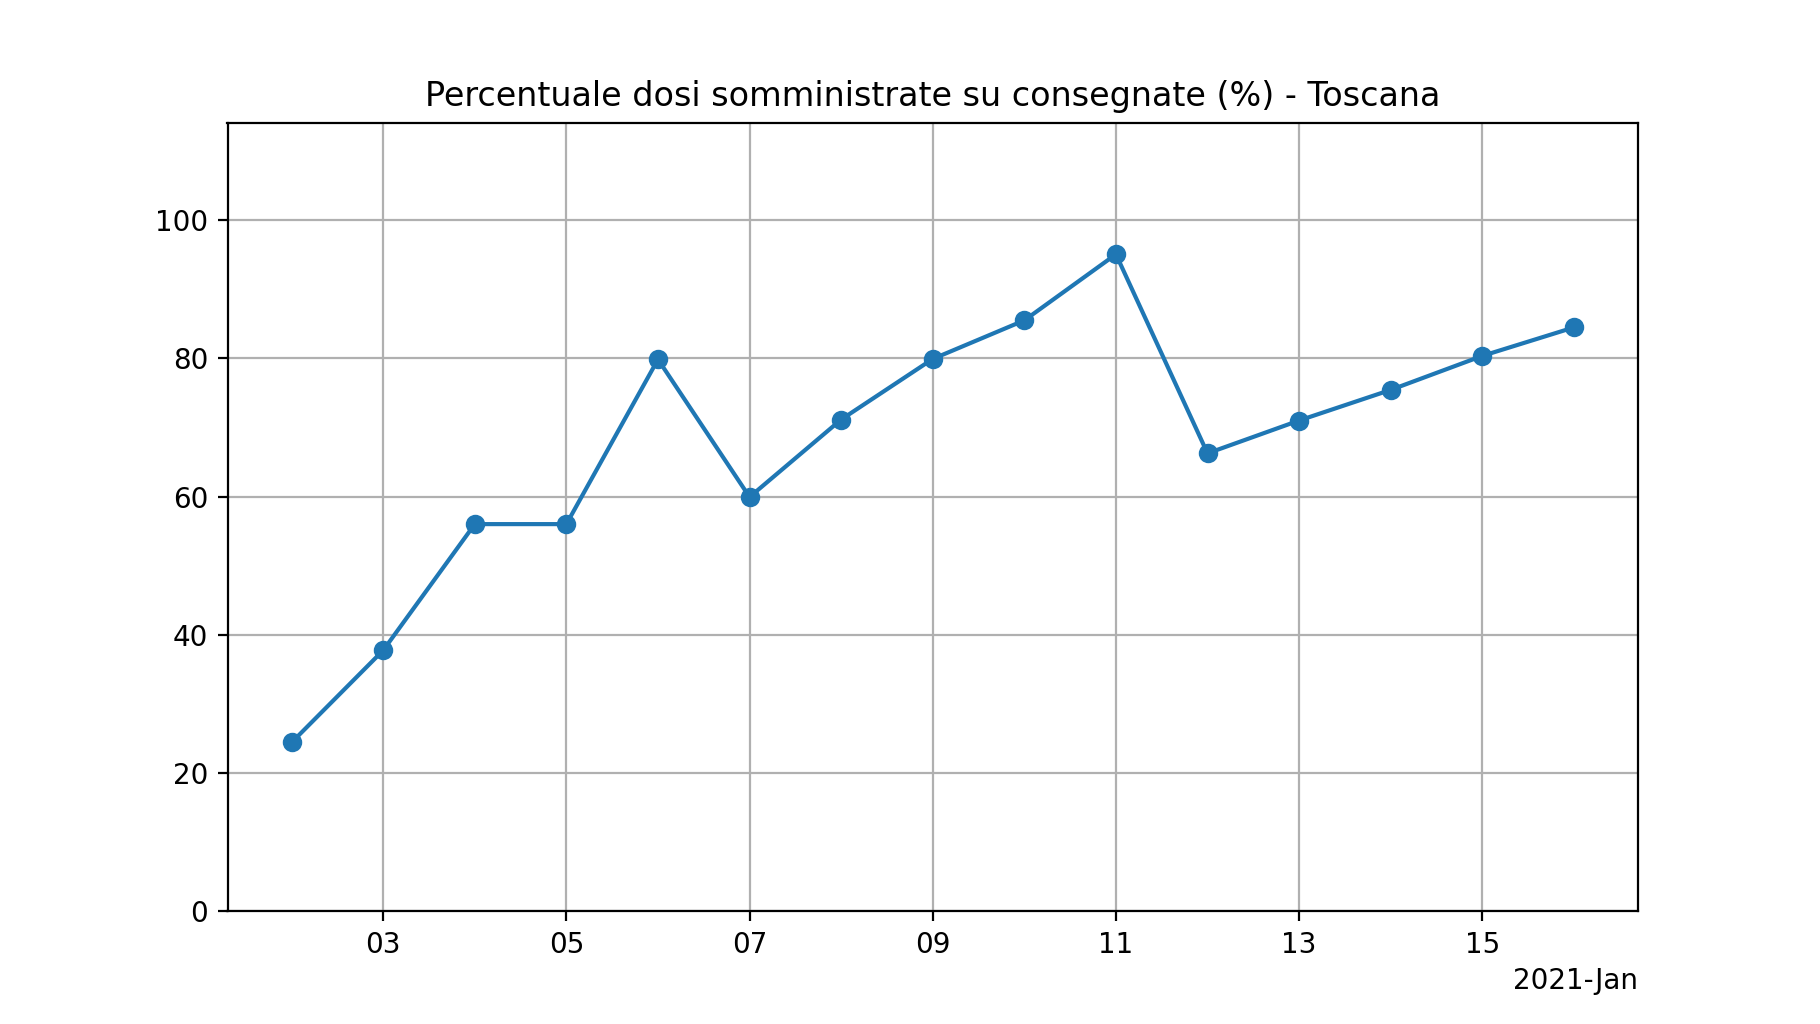 Percentuale dosi somministrate su consegnate (%) - Toscana
100
80
60
40
20
0
03 05 07 09 11 13 15
2021-Jan